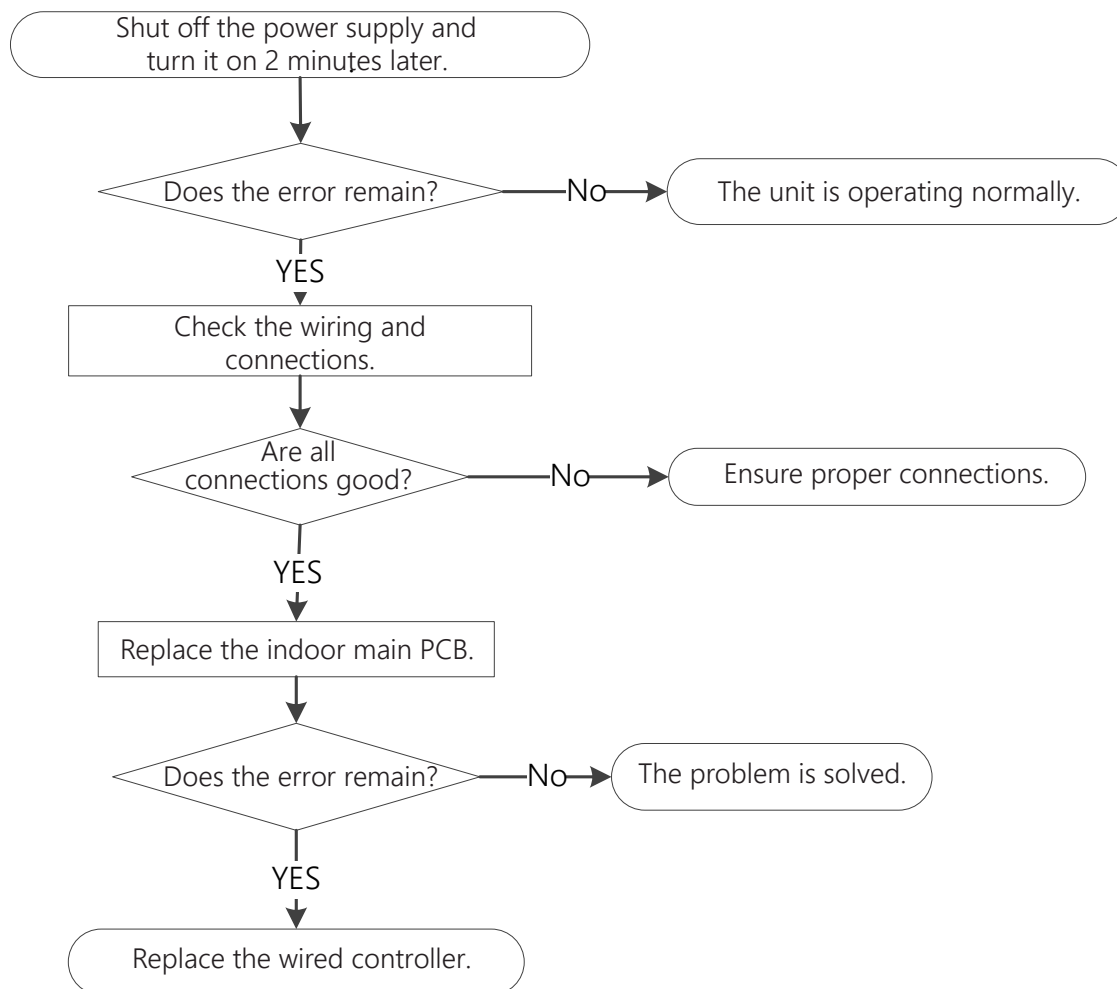 Shut off the power supply and
turn it on 2 minutes later.
Does the error remain?
No
The unit is operating normally.
YES
Check the wiring and
connections.
Are all
connections good?
No
Ensure proper connections.
YES
Replace the indoor main PCB.
Does the error remain?
No
The problem is solved.
YES
Replace the wired controller.